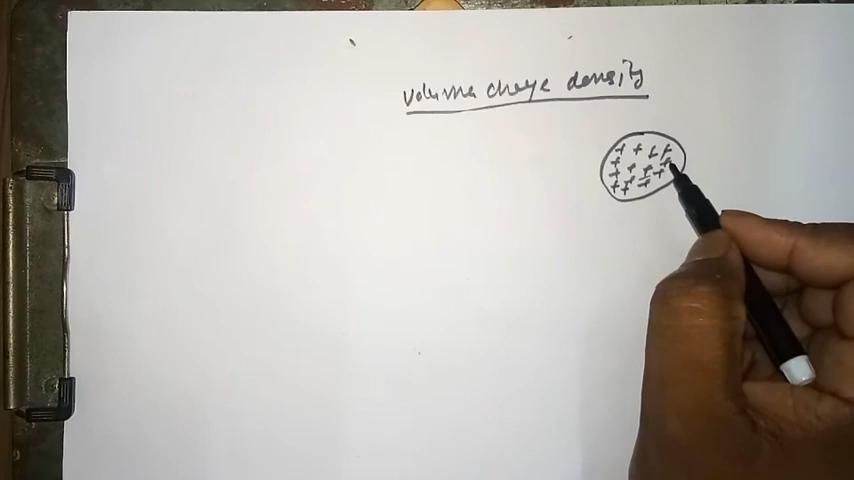 volume charge density
+ + + +
+ + + +
+ + + +
+ + +